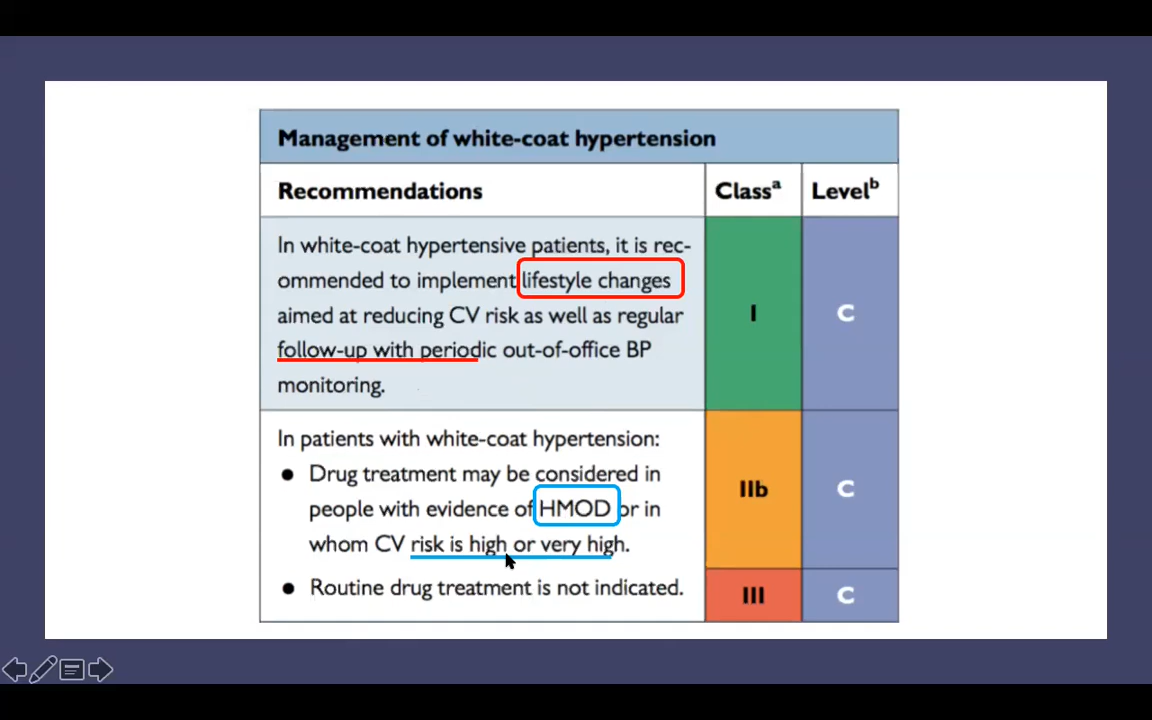 Management of white-coat hypertension
Recommendations Classa Levelb
In white-coat hypertensive patients, it is rec-
ommended to implement lifestyle changes
aimed at reducing CV risk as well as regular
follow-up with periodic out-of-office BP
monitoring.
I C
In patients with white-coat hypertension:
● Drug treatment may be considered in
people with evidence of HMOD or in
whom CV risk is high or very high.
IIb C
● Routine drug treatment is not indicated.
III C